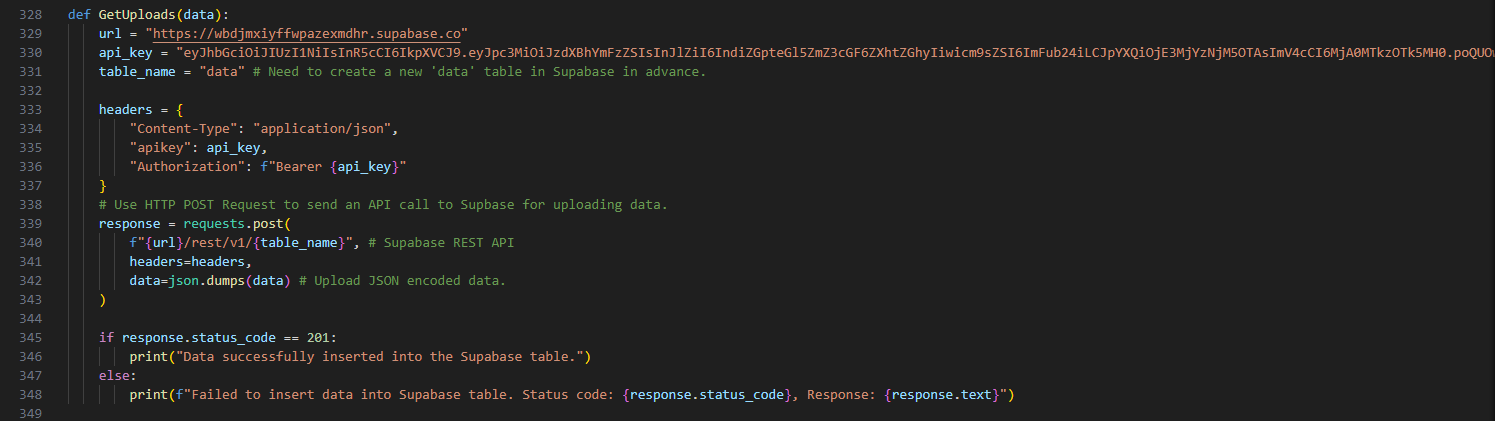 328 def GetUploads(data):
329 url = "https://wbdjmxiyffwpazexmdhr.supabase.co"
330 api_key = "eyJhbGciOiJIUzI1NiIsInR5cCI6IkpXVCJ9.eyJpc3MiOiJzdXBhYmFzZSIsInJlZiI6IndiZGpteGl5ZmZ3cGF6ZXhtZGhyIiwicm9sZSI6ImFub24iLCJpYXQiOjE3MjYzNjM5OTAsImV4cCI6MjA0MTkzOTk5MH0.poQUOw
331 table_name = "data" # Need to create a new 'data' table in Supabase in advance.
332
333 headers = {
334 "Content-Type": "application/json",
335 "apikey": api_key,
336 "Authorization": f"Bearer {api_key}"
337 }
338 # Use HTTP POST Request to send an API call to Supbase for uploading data.
339 response = requests.post(
340 f"{url}/rest/v1/{table_name}", # Supabase REST API
341 headers=headers,
342 data=json.dumps(data) # Upload JSON encoded data.
343 )
344
345 if response.status_code == 201:
346 print("Data successfully inserted into the Supabase table.")
347 else:
348 print(f"Failed to insert data into Supabase table. Status code: {response.status_code}, Response: {response.text}")
349